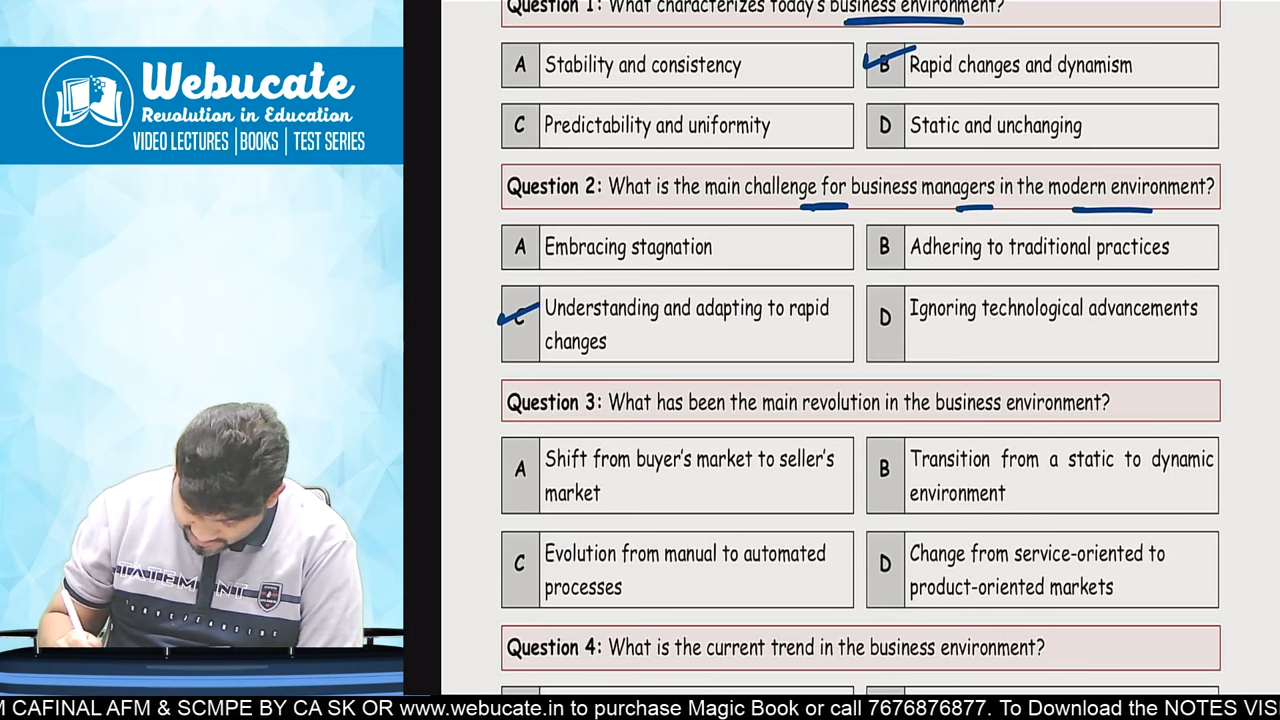 Webucate
Revolution in Education
VIDEO LECTURES | BOOKS | TEST SERIES
Question 1: What characterizes today's business environment?
A Stability and consistency
B Rapid changes and dynamism
C Predictability and uniformity
D Static and unchanging
Question 2: What is the main challenge for business managers in the modern environment?
A Embracing stagnation
B Adhering to traditional practices
C Understanding and adapting to rapid
changes
D Ignoring technological advancements
Question 3: What has been the main revolution in the business environment?
A Shift from buyer's market to seller's
market
B Transition from a static to dynamic
environment
C Evolution from manual to automated
processes
D Change from service-oriented to
product-oriented markets
Question 4: What is the current trend in the business environment?
TATEMENT
M CAFINAL AFM & SCMPE BY CA SK OR www.webucate.in to purchase Magic Book or call 7676876877. To Download the NOTES VIS